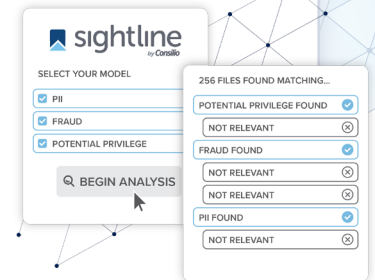 sightline
by Consilio
SELECT YOUR MODEL
PII
FRAUD
POTENTIAL PRIVILEGE
BEGIN ANALYSIS
256 FILES FOUND MATCHING...
POTENTIAL PRIVILEGE FOUND
NOT RELEVANT
FRAUD FOUND
NOT RELEVANT
NOT RELEVANT
PII FOUND
NOT RELEVANT